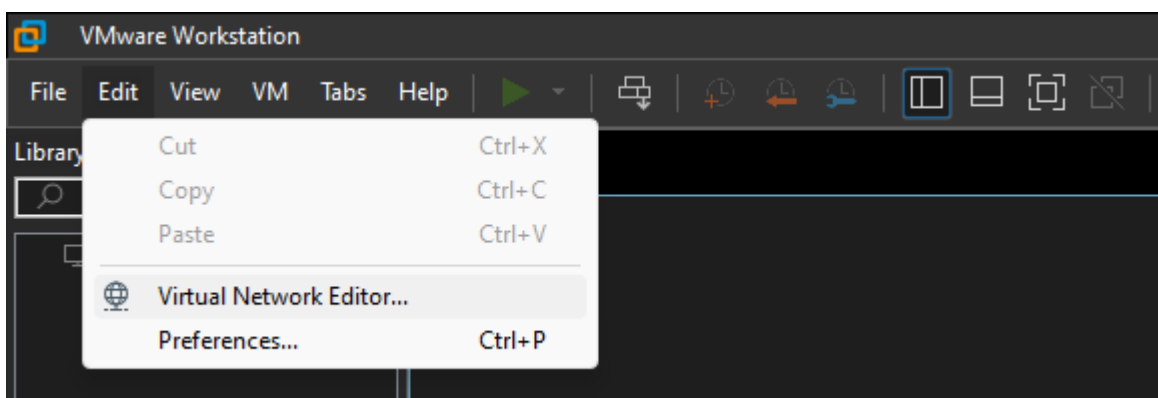 VMware Workstation
File Edit View VM Tabs Help
Library
Cut Ctrl+X
Copy Ctrl+C
Paste Ctrl+V
Virtual Network Editor...
Preferences... Ctrl+P